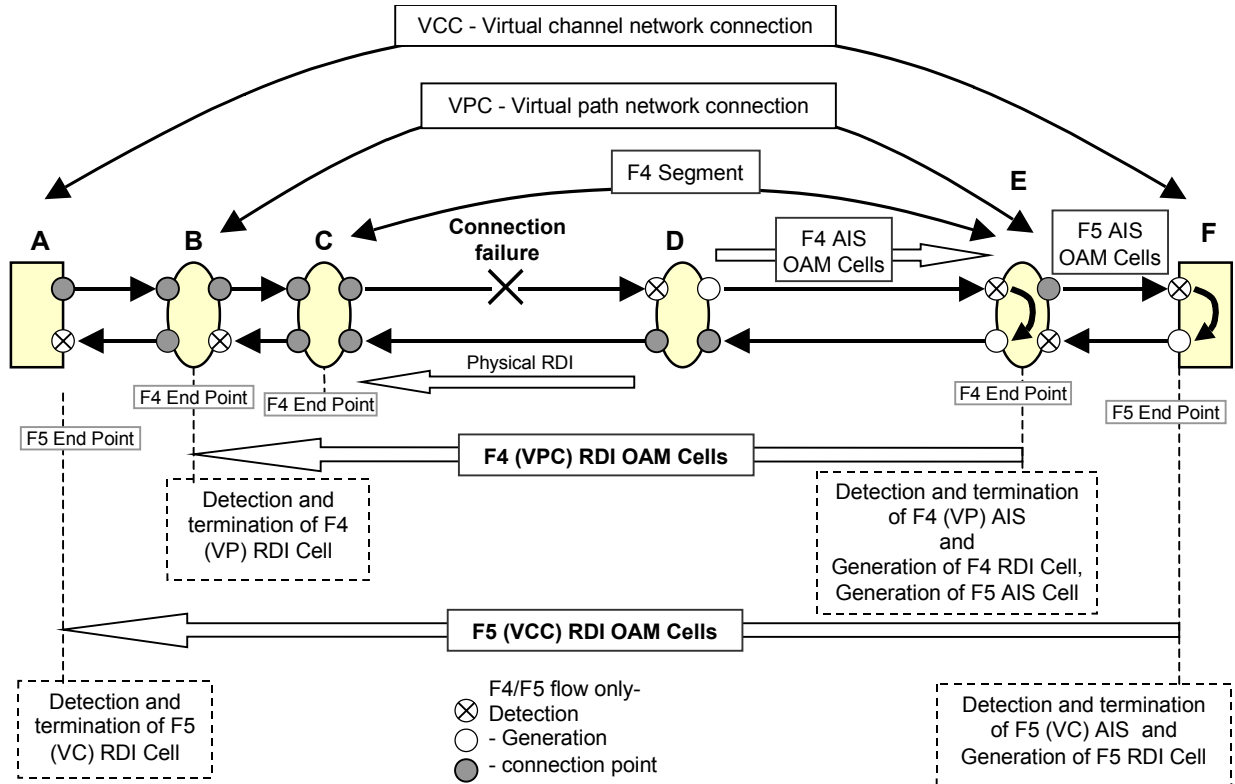 VCC - Virtual channel network connection
VPC - Virtual path network connection
F4 Segment
E
A
B
C
Connection
failure
D
F4 AIS
OAM Cells
F5 AIS
OAM Cells
F
Physical RDI
F4 End Point
F4 End Point
F4 End Point
F5 End Point
F5 End Point
F4 (VPC) RDI OAM Cells
Detection and
termination of F4
(VP) RDI Cell
Detection and termination
of F4 (VP) AIS
and
Generation of F4 RDI Cell,
Generation of F5 AIS Cell
F5 (VCC) RDI OAM Cells
Detection and
termination of F5
(VC) RDI Cell
F4/F5 flow only-
Detection
- Generation
- connection point
Detection and termination
of F5 (VC) AIS and
Generation of F5 RDI Cell